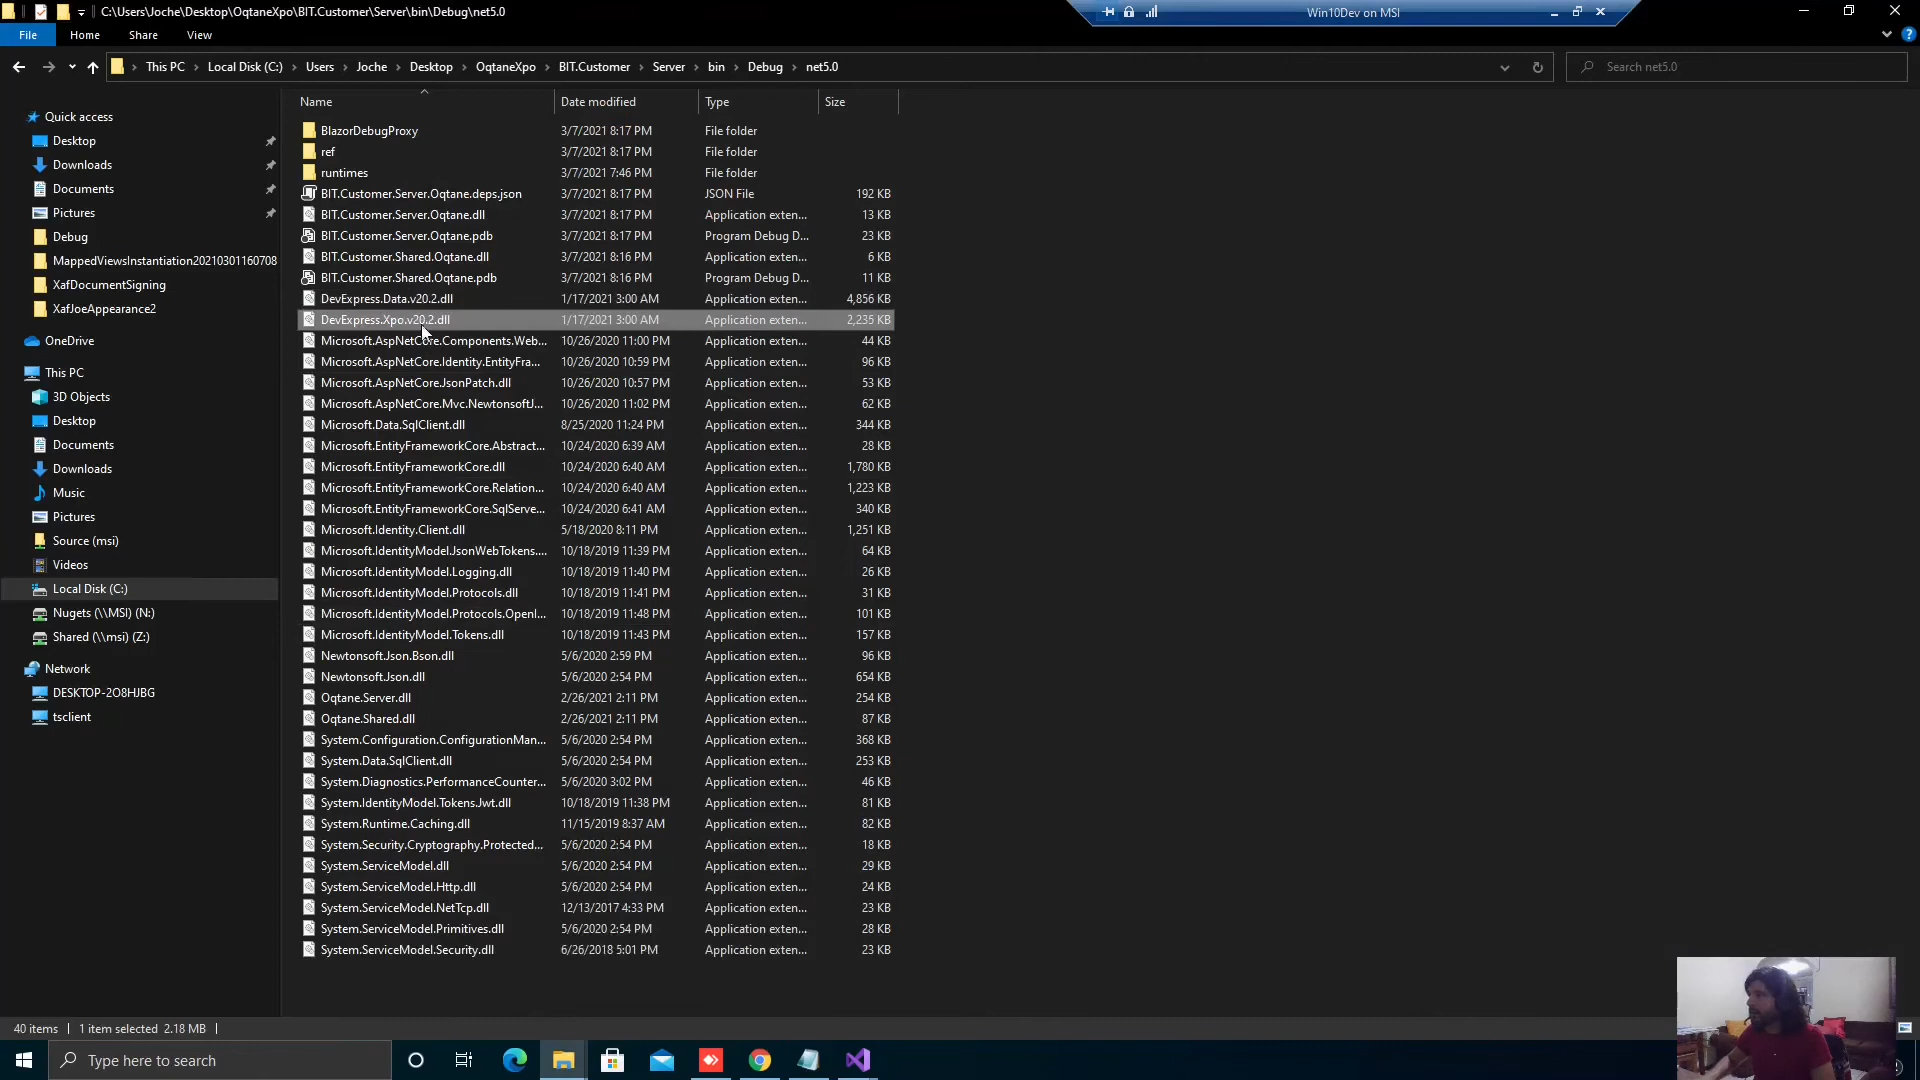 C:\Users\Joche\Desktop\OqtaneXpo\BIT.Customer\Server\bin\Debug\net5.0
Win10Dev on MSI
File Home Share View
This PC Local Disk (C:) Users Joche Desktop OqtaneXpo BIT.Customer Server bin Debug net5.0
Search net5.0
Name Date modified Type Size
Quick access
Desktop
Downloads
Documents
Pictures
Debug
MappedViewsInstantiation20210301160708
XafDocumentSigning
XafJoeAppearance2
OneDrive
This PC
3D Objects
Desktop
Documents
Downloads
Music
Pictures
Source (msi)
Videos
Local Disk (C:)
Nugets (\\MSI) (N:)
Shared (\\msi) (Z:)
Network
DESKTOP-2O8HJBG
tsclient
BlazorDebugProxy 3/7/2021 8:17 PM File folder
ref 3/7/2021 8:17 PM File folder
runtimes 3/7/2021 7:46 PM File folder
BIT.Customer.Server.Oqtane.deps.json 3/7/2021 8:17 PM JSON File 192 KB
BIT.Customer.Server.Oqtane.dll 3/7/2021 8:17 PM Application exten... 13 KB
BIT.Customer.Server.Oqtane.pdb 3/7/2021 8:17 PM Program Debug D... 23 KB
BIT.Customer.Shared.Oqtane.dll 3/7/2021 8:16 PM Application exten... 6 KB
BIT.Customer.Shared.Oqtane.pdb 3/7/2021 8:16 PM Program Debug D... 11 KB
DevExpress.Data.v20.2.dll 1/17/2021 3:00 AM Application exten... 4,856 KB
DevExpress.Xpo.v20.2.dll 1/17/2021 3:00 AM Application exten... 2,235 KB
Microsoft.AspNetCore.Components.Web... 10/26/2020 11:00 PM Application exten... 44 KB
Microsoft.AspNetCore.Identity.EntityFra... 10/26/2020 10:59 PM Application exten... 96 KB
Microsoft.AspNetCore.JsonPatch.dll 10/26/2020 10:57 PM Application exten... 53 KB
Microsoft.AspNetCore.Mvc.NewtonsoftJ... 10/26/2020 11:02 PM Application exten... 62 KB
Microsoft.Data.SqlClient.dll 8/25/2020 11:24 PM Application exten... 344 KB
Microsoft.EntityFrameworkCore.Abstract... 10/24/2020 6:39 AM Application exten... 28 KB
Microsoft.EntityFrameworkCore.dll 10/24/2020 6:40 AM Application exten... 1,780 KB
Microsoft.EntityFrameworkCore.Relation... 10/24/2020 6:40 AM Application exten... 1,223 KB
Microsoft.EntityFrameworkCore.SqlServe... 10/24/2020 6:41 AM Application exten... 340 KB
Microsoft.Identity.Client.dll 5/18/2020 8:11 PM Application exten... 1,251 KB
Microsoft.IdentityModel.JsonWebTokens.... 10/18/2019 11:39 PM Application exten... 64 KB
Microsoft.IdentityModel.Logging.dll 10/18/2019 11:40 PM Application exten... 26 KB
Microsoft.IdentityModel.Protocols.dll 10/18/2019 11:41 PM Application exten... 31 KB
Microsoft.IdentityModel.Protocols.OpenI... 10/18/2019 11:48 PM Application exten... 101 KB
Microsoft.IdentityModel.Tokens.dll 10/18/2019 11:43 PM Application exten... 157 KB
Newtonsoft.Json.Bson.dll 5/6/2020 2:59 PM Application exten... 96 KB
Newtonsoft.Json.dll 5/6/2020 2:54 PM Application exten... 654 KB
Oqtane.Server.dll 2/26/2021 2:11 PM Application exten... 254 KB
Oqtane.Shared.dll 2/26/2021 2:11 PM Application exten... 87 KB
System.Configuration.ConfigurationMan... 5/6/2020 2:54 PM Application exten... 368 KB
System.Data.SqlClient.dll 5/6/2020 2:54 PM Application exten... 253 KB
System.Diagnostics.PerformanceCounter... 5/6/2020 3:02 PM Application exten... 46 KB
System.IdentityModel.Tokens.Jwt.dll 10/18/2019 11:38 PM Application exten... 81 KB
System.Runtime.Caching.dll 11/15/2019 8:37 AM Application exten... 82 KB
System.Security.Cryptography.Protected... 5/6/2020 2:54 PM Application exten... 18 KB
System.ServiceModel.dll 5/6/2020 2:54 PM Application exten... 29 KB
System.ServiceModel.Http.dll 5/6/2020 2:54 PM Application exten... 24 KB
System.ServiceModel.NetTcp.dll 12/13/2017 4:33 PM Application exten... 23 KB
System.ServiceModel.Primitives.dll 5/6/2020 2:54 PM Application exten... 28 KB
System.ServiceModel.Security.dll 6/26/2018 5:01 PM Application exten... 23 KB
40 items 1 item selected 2.18 MB
Type here to search